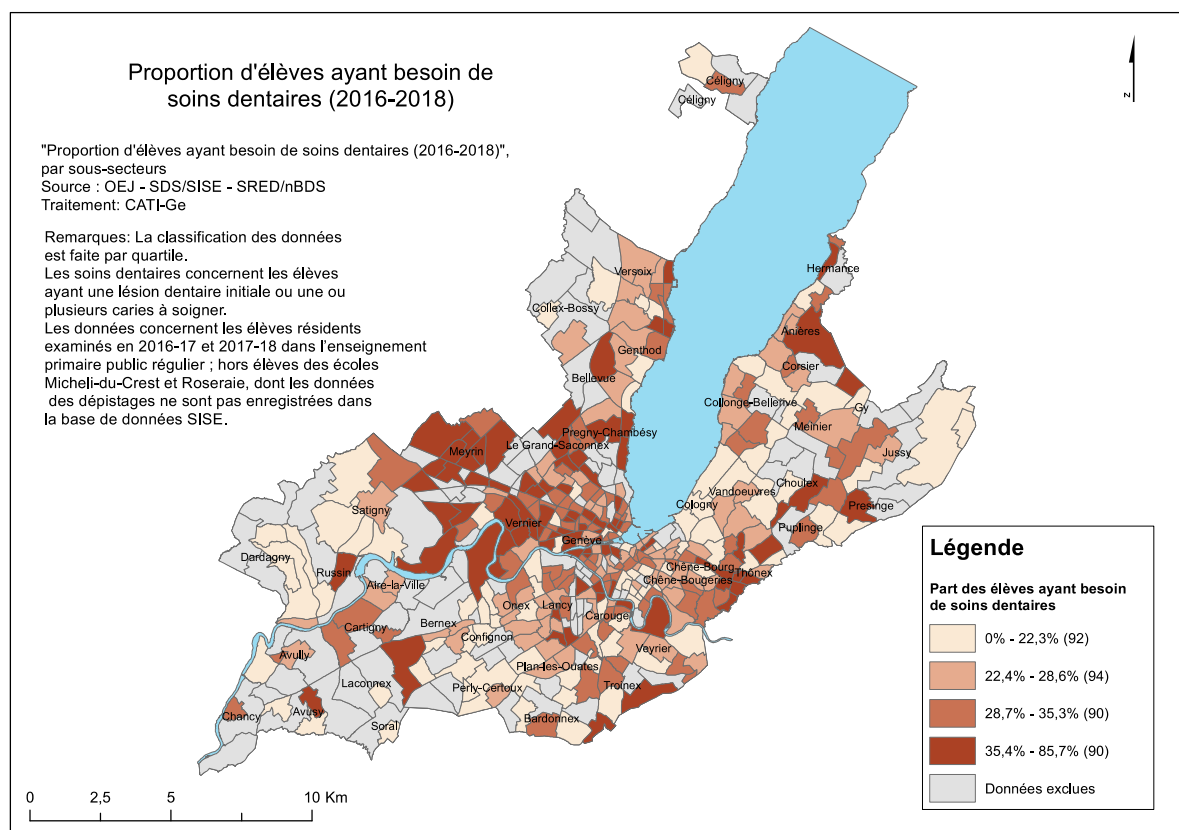 Proportion d'élèves ayant besoin de
soins dentaires (2016-2018)
"Proportion d'élèves ayant besoin de soins dentaires (2016-2018)",
par sous-secteurs
Source : OEJ - SDS/SISE - SRED/nBDS
Traitement: CATI-Ge
Remarques: La classification des données
est faite par quartile.
Les soins dentaires concernent les élèves
ayant une lésion dentaire initiale ou une ou
plusieurs caries à soigner.
Les données concernent les élèves résidents
examinés en 2016-17 et 2017-18 dans l'enseignement
primaire public régulier ; hors élèves des écoles
Micheli-du-Crest et Roseraie, dont les données
des dépistages ne sont pas enregistrées dans
la base de données SISE.
z
Céligny
Céligny
Hermance
Versoix
Collex-Bossy
Anières
Genthod
Corsier
Bellevue
Collonge-Bellerive
Gy
Meinier
Pregny-Chambésy
Le Grand-Saconnex
Meyrin
Jussy
Choulex
Vandoeuvres
Presinge
Cologny
Satigny
Vernier
Puplinge
Genève
Dardagny
Chêne-Bourg
Thônex
Chêne-Bougeries
Russin
Aire-la-Ville
Onex
Lancy
Carouge
Bernex
Cartigny
Confignon
Veyrier
Avully
Plan-les-Ouates
Laconnex
Perly-Certoux
Troinex
Chancy
Avusy
Bardonnex
Soral
Légende
Part des élèves ayant besoin
de soins dentaires
0% - 22,3% (92)
22,4% - 28,6% (94)
28,7% - 35,3% (90)
35,4% - 85,7% (90)
Données exclues
0 2,5 5 10 Km